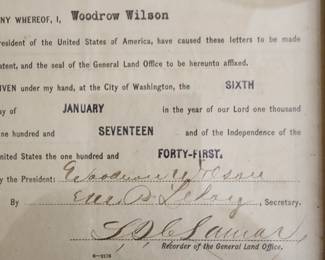 NY WHEREOF, I, Woodrow Wilson
resident of the United States of America, have caused these letters to be made
atent, and the seal of the General Land Office to be hereunto affixed.
IVEN under my hand, at the City of Washington, the SIXTH
ay of JANUARY in the year of our Lord one thousand
ne hundred and SEVENTEEN and of the Independence of the
nited States the one hundred and FORTY-FIRST.
y the President: Woodrow Wilson
By , Secretary.
L Q C Lamar
Recorder of the General Land Office.